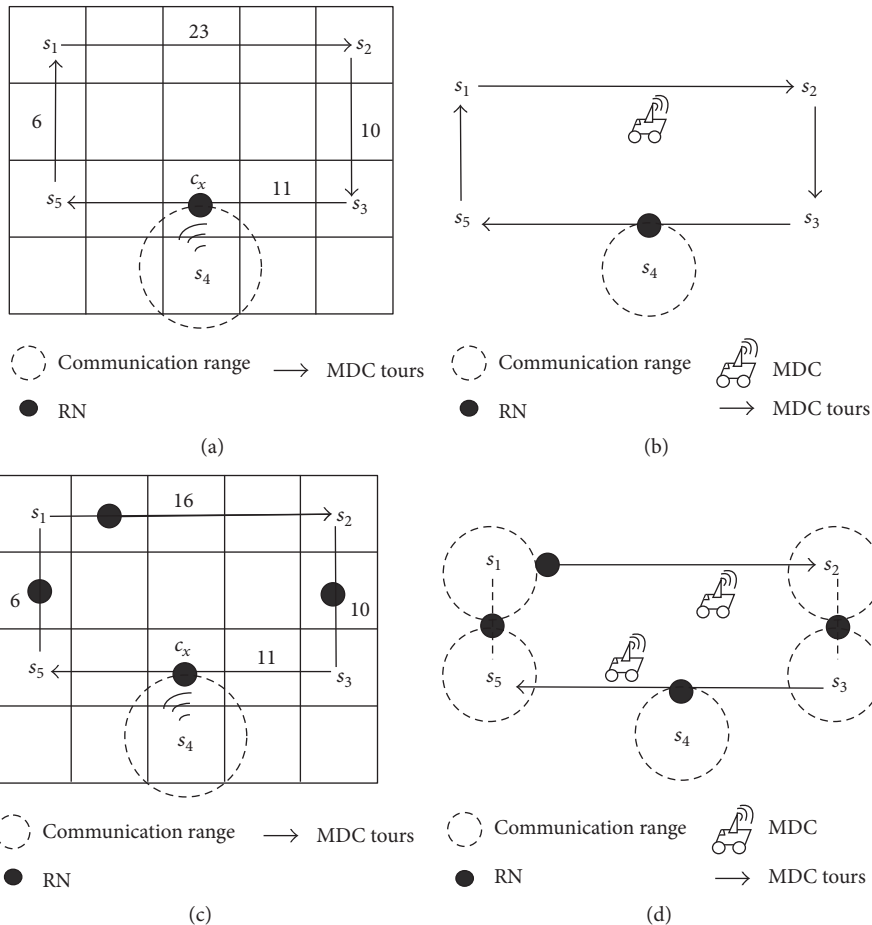 23
s1
s2
6
10
cx
11
s5
s3
s4
Communication range
MDC tours
RN
(a)
s1
s2
s5
s3
s4
Communication range
MDC
RN
MDC tours
(b)
16
s1
s2
6
10
cx
11
s5
s3
s4
Communication range
MDC tours
RN
(c)
s1
s2
s5
s3
s4
Communication range
MDC
RN
MDC tours
(d)